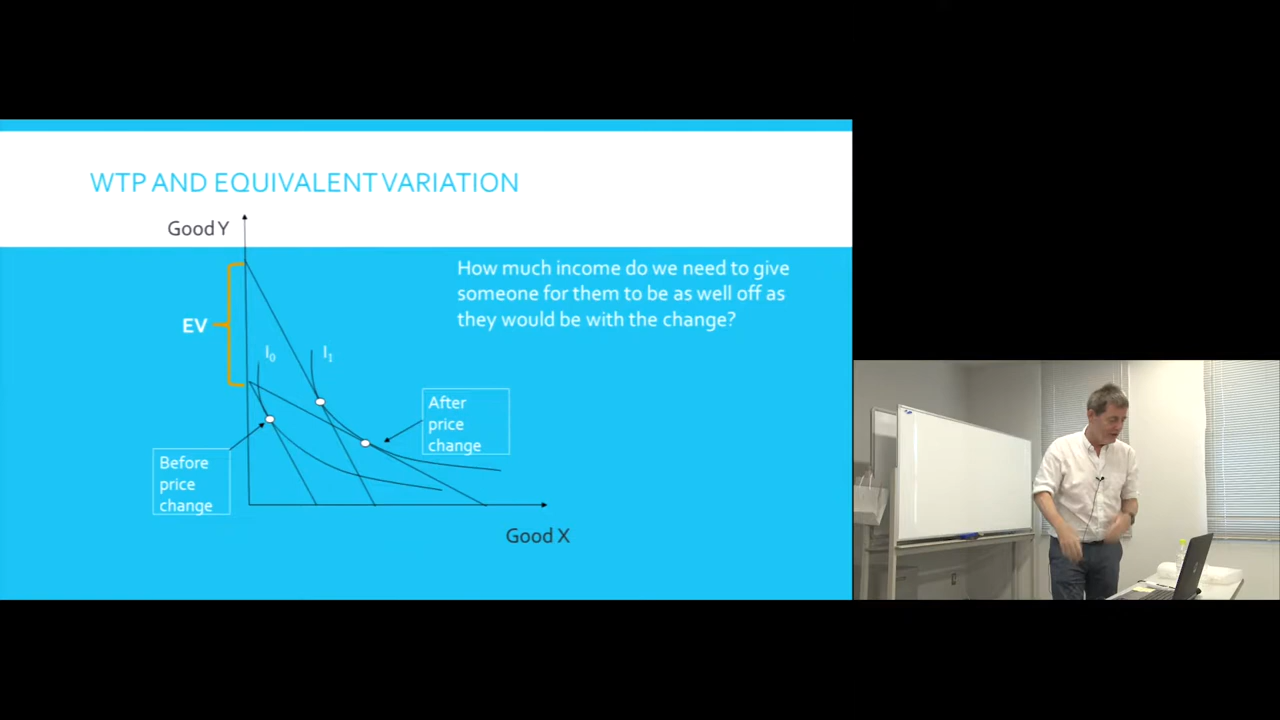 WTP AND EQUIVALENT VARIATION
Good Y
How much income do we need to give
someone for them to be as well off as
they would be with the change?
EV
I0
I1
After
price
change
Before
price
change
Good X